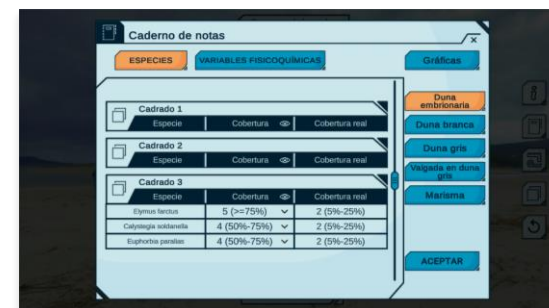 Caderno de notas
ESPECIES
VARIABLES FISICOQUÍMICAS
Gráficas
Cadrado 1
Especie Cobertura Cobertura real
Cadrado 2
Especie Cobertura Cobertura real
Cadrado 3
Especie Cobertura Cobertura real
Elymus farctus 5 (>=75%) 2 (5%-25%)
Calystegia soldanella 4 (50%-75%) 2 (5%-25%)
Euphorbia paralias 4 (50%-75%) 2 (5%-25%)
Duna
embrionaria
Duna branca
Duna gris
Valgada en duna
gris
Marisma
ACEPTAR